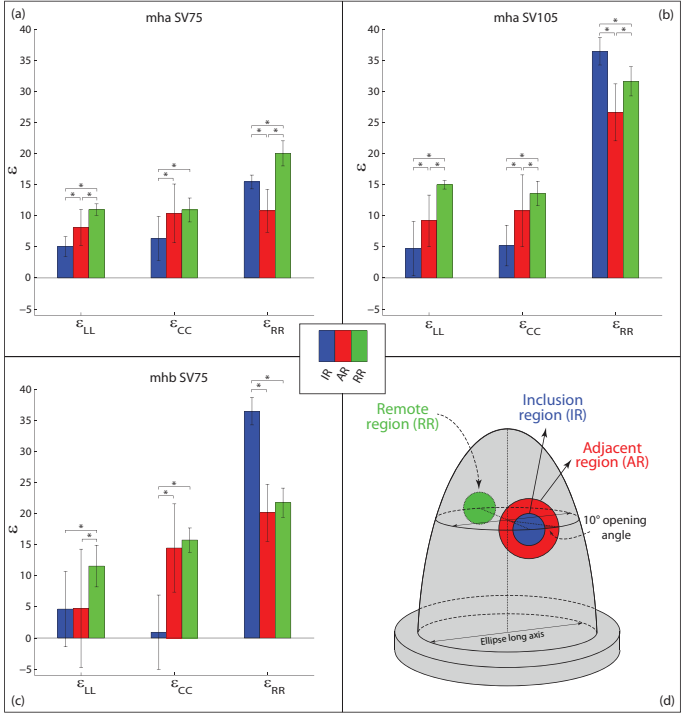 (a)
mha SV75
40
35
30
25
20
15
10
5
0
−5
ε
* * *
* *
* * *
ε_LL
ε_CC
ε_RR
mha SV105
(b)
40
35
30
25
20
15
10
5
0
−5
ε
* * *
* * *
* * *
ε_LL
ε_CC
ε_RR
IR
AR
RR
mhb SV75
40
35
30
25
20
15
10
5
0
−5
ε
* *
* *
* *
ε_LL
ε_CC
ε_RR
(c)
Inclusion
region (IR)
Remote
region (RR)
Adjacent
region (AR)
10° opening
angle
Ellipse long axis
(d)